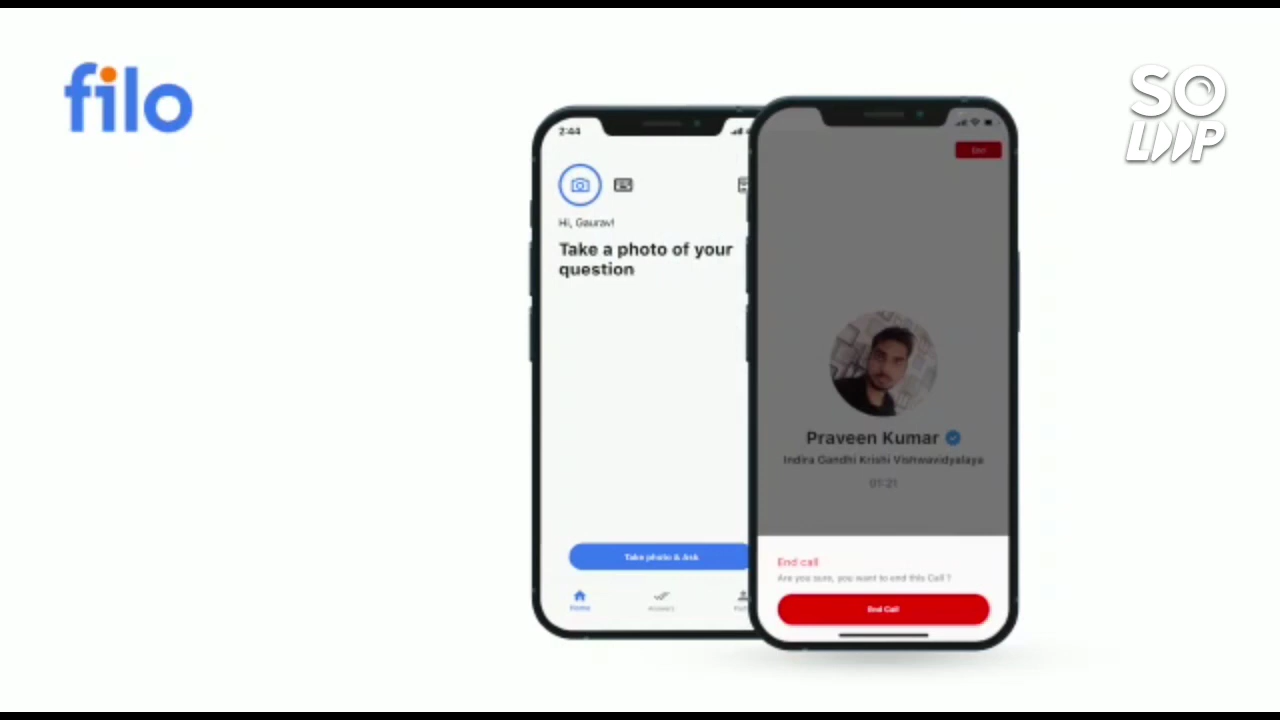 filo
SO
LOOP
2:44
Hi, Gaurav!
Take a photo of your
question
Take photo & Ask
Home
Answers
End
Praveen Kumar
Indira Gandhi Krishi Vishwavidyalaya
01:21
End call
Are you sure, you want to end this Call ?
End Call